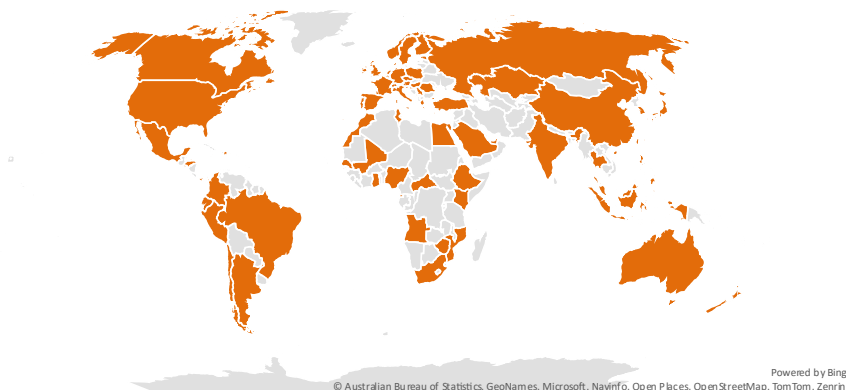 Powered by Bing
© Australian Bureau of Statistics, GeoNames, Microsoft, Navinfo, Open Places, OpenStreetMap, TomTom, Zenrin